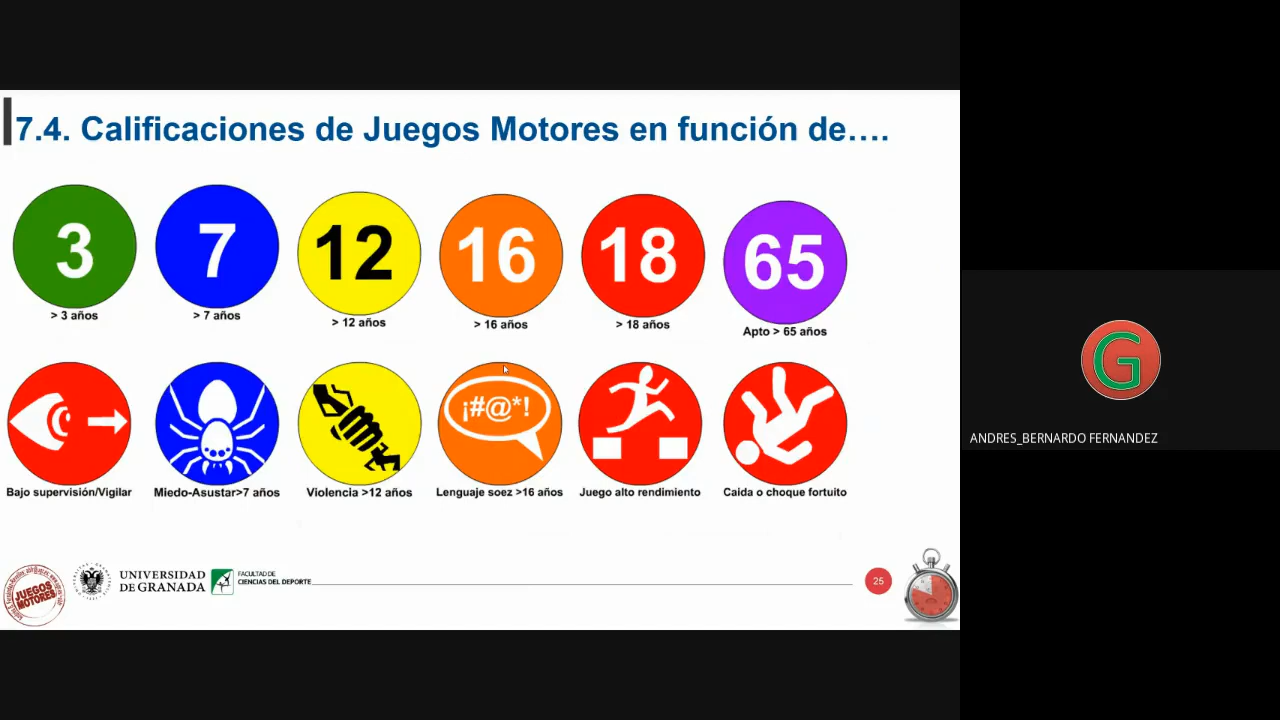 7.4. Calificaciones de Juegos Motores en función de....
3
7
12
16
18
65
> 3 años
> 7 años
> 12 años
> 16 años
> 18 años
Apto > 65 años
¡#@*!
Bajo supervisión/Vigilar
Miedo-Asustar>7 años
Violencia >12 años
Lenguaje soez >16 años
Juego alto rendimiento
Caida o choque fortuito
JUEGOS
MOTORES
UNIVERSIDAD
DE GRANADA
FACULTAD DE
CIENCIAS DEL DEPORTE
25
G
ANDRES_BERNARDO FERNANDEZ